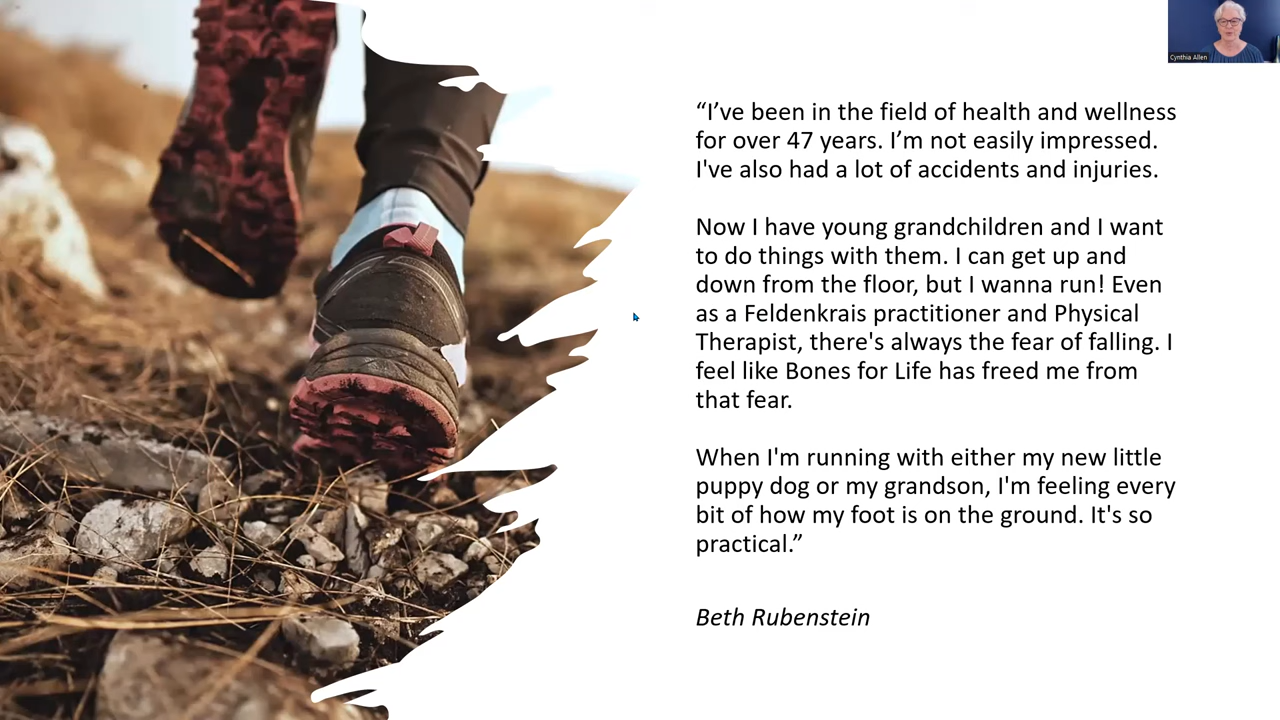 Cynthia Allen
“I’ve been in the field of health and wellness
for over 47 years. I’m not easily impressed.
I've also had a lot of accidents and injuries.
Now I have young grandchildren and I want
to do things with them. I can get up and
down from the floor, but I wanna run! Even
as a Feldenkrais practitioner and Physical
Therapist, there's always the fear of falling. I
feel like Bones for Life has freed me from
that fear.
When I'm running with either my new little
puppy dog or my grandson, I'm feeling every
bit of how my foot is on the ground. It's so
practical.”
Beth Rubenstein